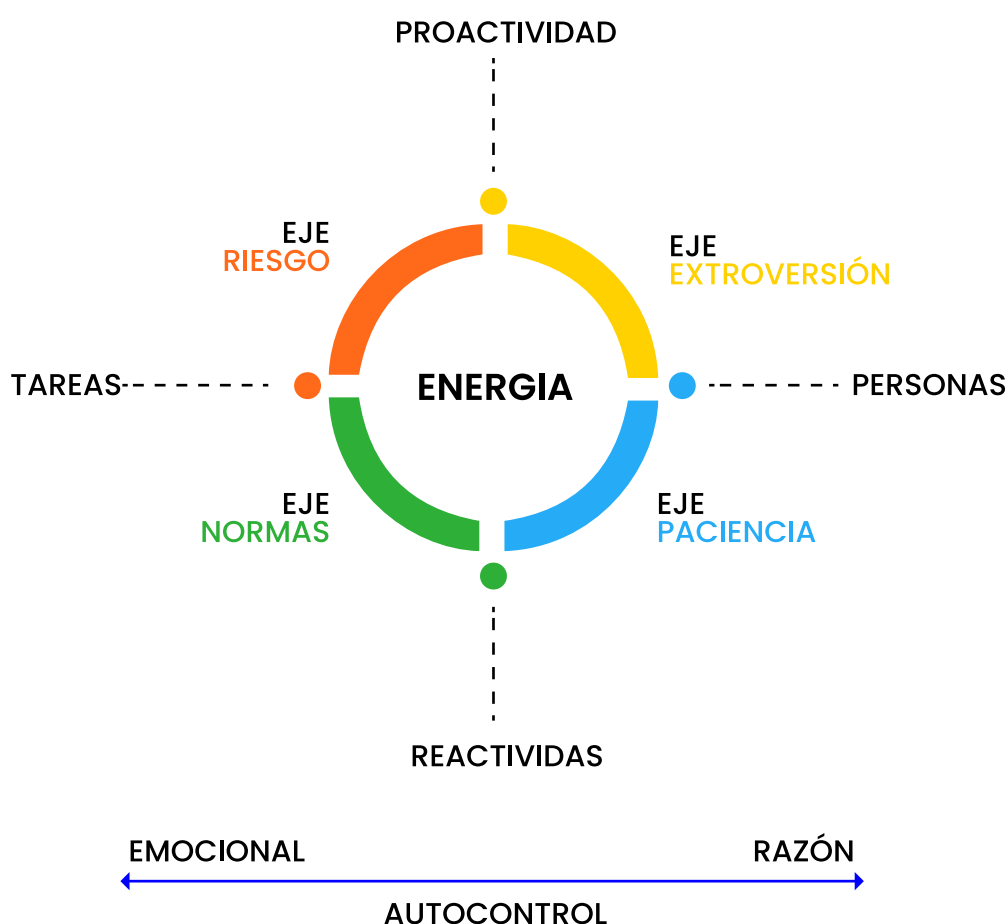 PROACTIVIDAD
EJE
RIESGO
EJE
EXTROVERSIÓN
TAREAS
ENERGIA
PERSONAS
EJE
NORMAS
EJE
PACIENCIA
REACTIVIDAS
EMOCIONAL
RAZÓN
AUTOCONTROL